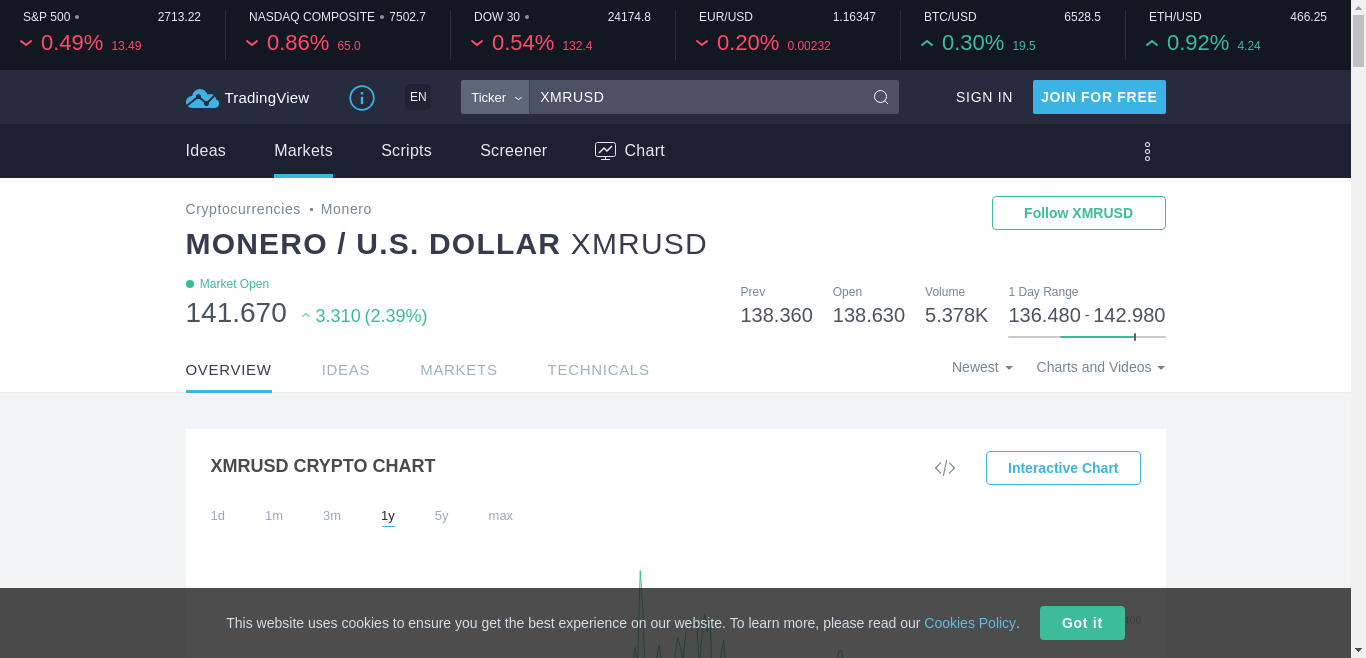 S&P 500 • 2713.22 NASDAQ COMPOSITE • 7502.7 DOW 30 • 24174.8 EUR/USD 1.16347 BTC/USD 6528.5 ETH/USD 466.25
0.49% 13.49 0.86% 65.0 0.54% 132.4 0.20% 0.00232 0.30% 19.5 0.92% 4.24
TradingView EN Ticker XMRUSD SIGN IN JOIN FOR FREE
Ideas Markets Scripts Screener Chart
Cryptocurrencies • Monero
Follow XMRUSD
MONERO / U.S. DOLLAR XMRUSD
Market Open
Prev Open Volume 1 Day Range
141.670 3.310 (2.39%) 138.360 138.630 5.378K 136.480 - 142.980
OVERVIEW IDEAS MARKETS TECHNICALS Newest Charts and Videos
XMRUSD CRYPTO CHART Interactive Chart
1d 1m 3m 1y 5y max
This website uses cookies to ensure you get the best experience on our website. To learn more, please read our Cookies Policy. Got it